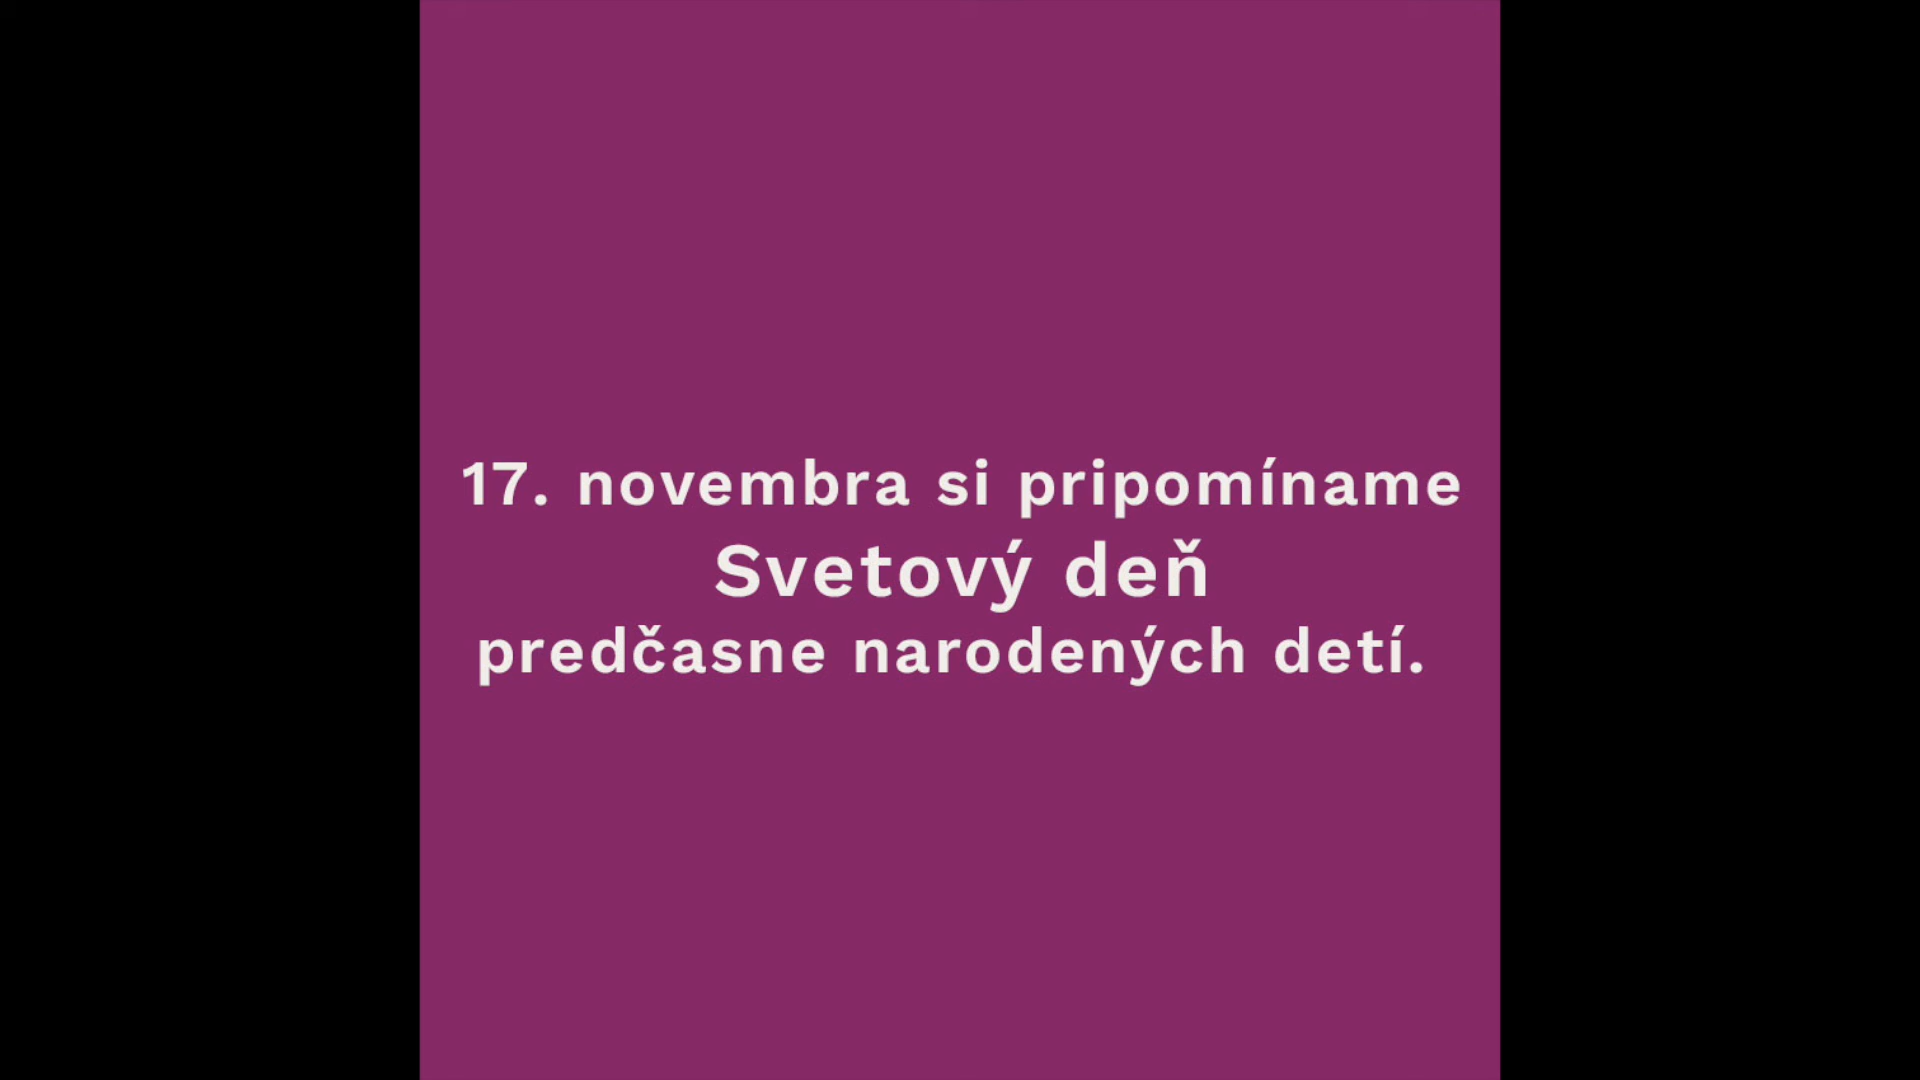 17. novembra si pripomíname
Svetový deň
predčasne narodených detí.